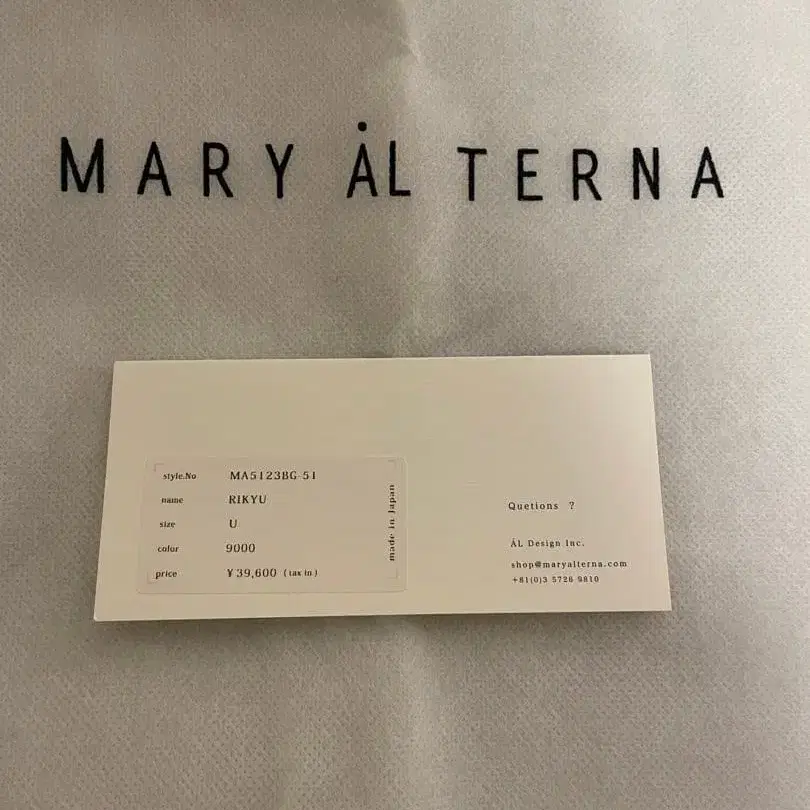 MARY ÅL TERNA
style.No MA5123BG-51
name RIKYU
size U
color 9000
price ¥39,600 (tax in)
made in Japan
Quetions ?
ÅL Design Inc.
shop@maryalterna.com
+81(0)3 5726 9810